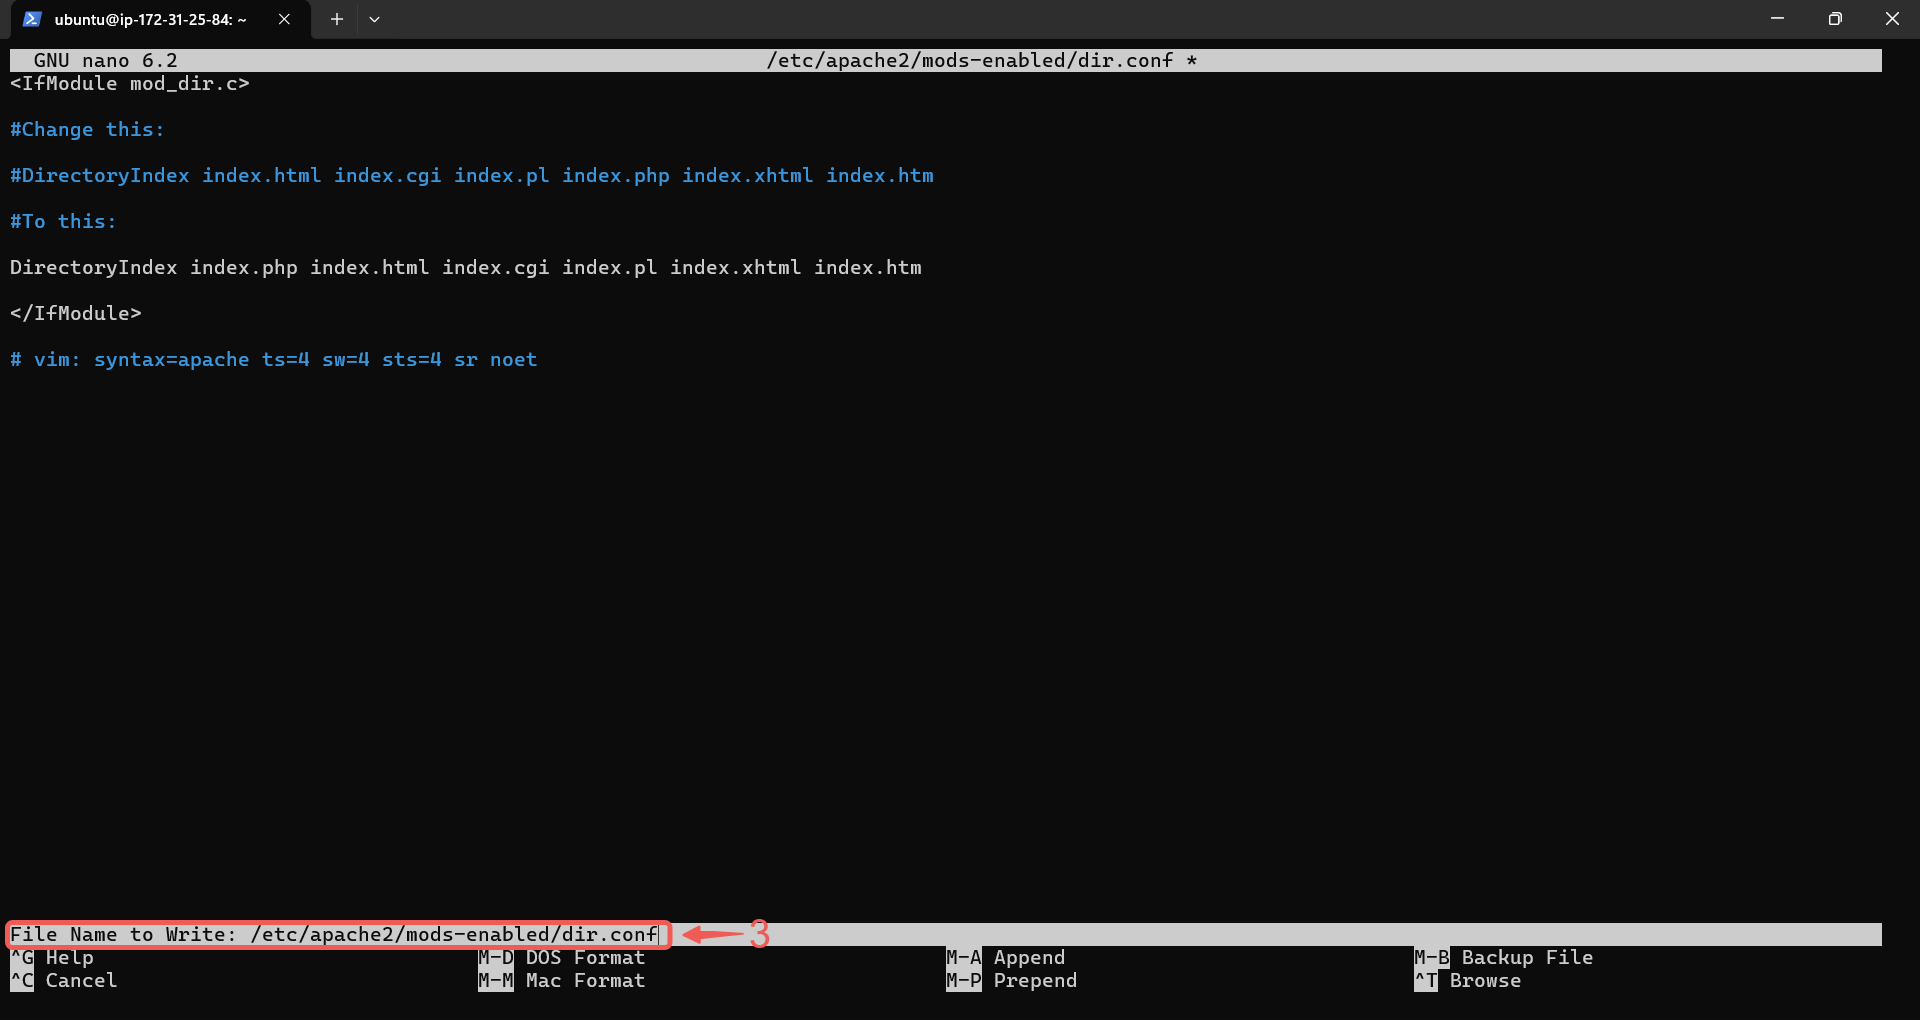 ubuntu@ip-172-31-25-84: ~
GNU nano 6.2 /etc/apache2/mods-enabled/dir.conf *
<IfModule mod_dir.c>
#Change this:
#DirectoryIndex index.html index.cgi index.pl index.php index.xhtml index.htm
#To this:
DirectoryIndex index.php index.html index.cgi index.pl index.xhtml index.htm
</IfModule>
# vim: syntax=apache ts=4 sw=4 sts=4 sr noet
File Name to Write: /etc/apache2/mods-enabled/dir.conf 3
^G Help M-D DOS Format M-A Append M-B Backup File
^C Cancel M-M Mac Format M-P Prepend ^T Browse